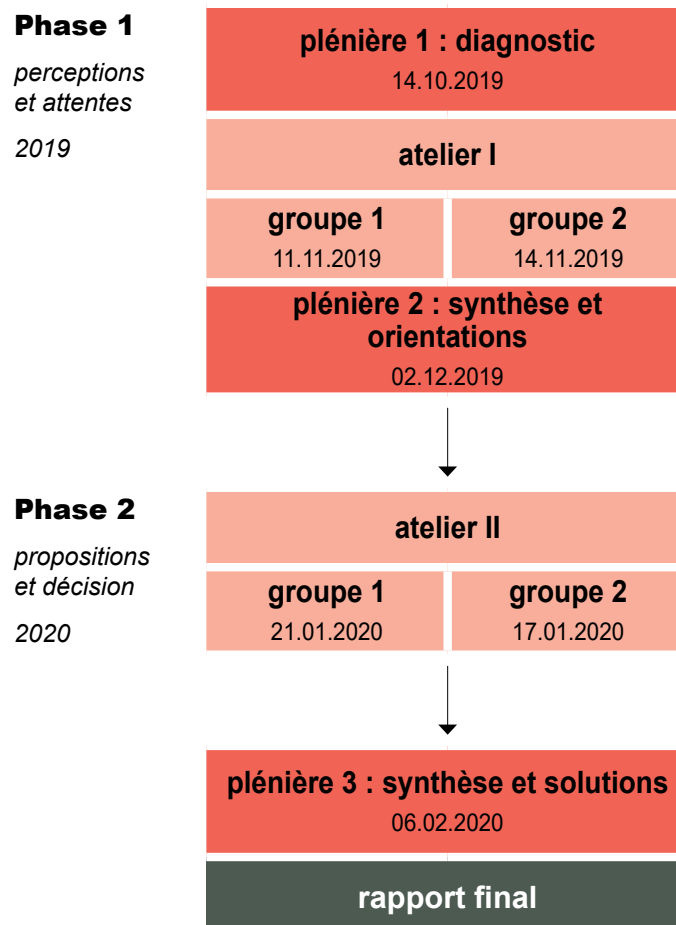 Phase 1
perceptions
et attentes
2019
plénière 1 : diagnostic
14.10.2019
atelier I
groupe 1
11.11.2019
groupe 2
14.11.2019
plénière 2 : synthèse et
orientations
02.12.2019
Phase 2
propositions
et décision
2020
atelier II
groupe 1
21.01.2020
groupe 2
17.01.2020
plénière 3 : synthèse et solutions
06.02.2020
rapport final